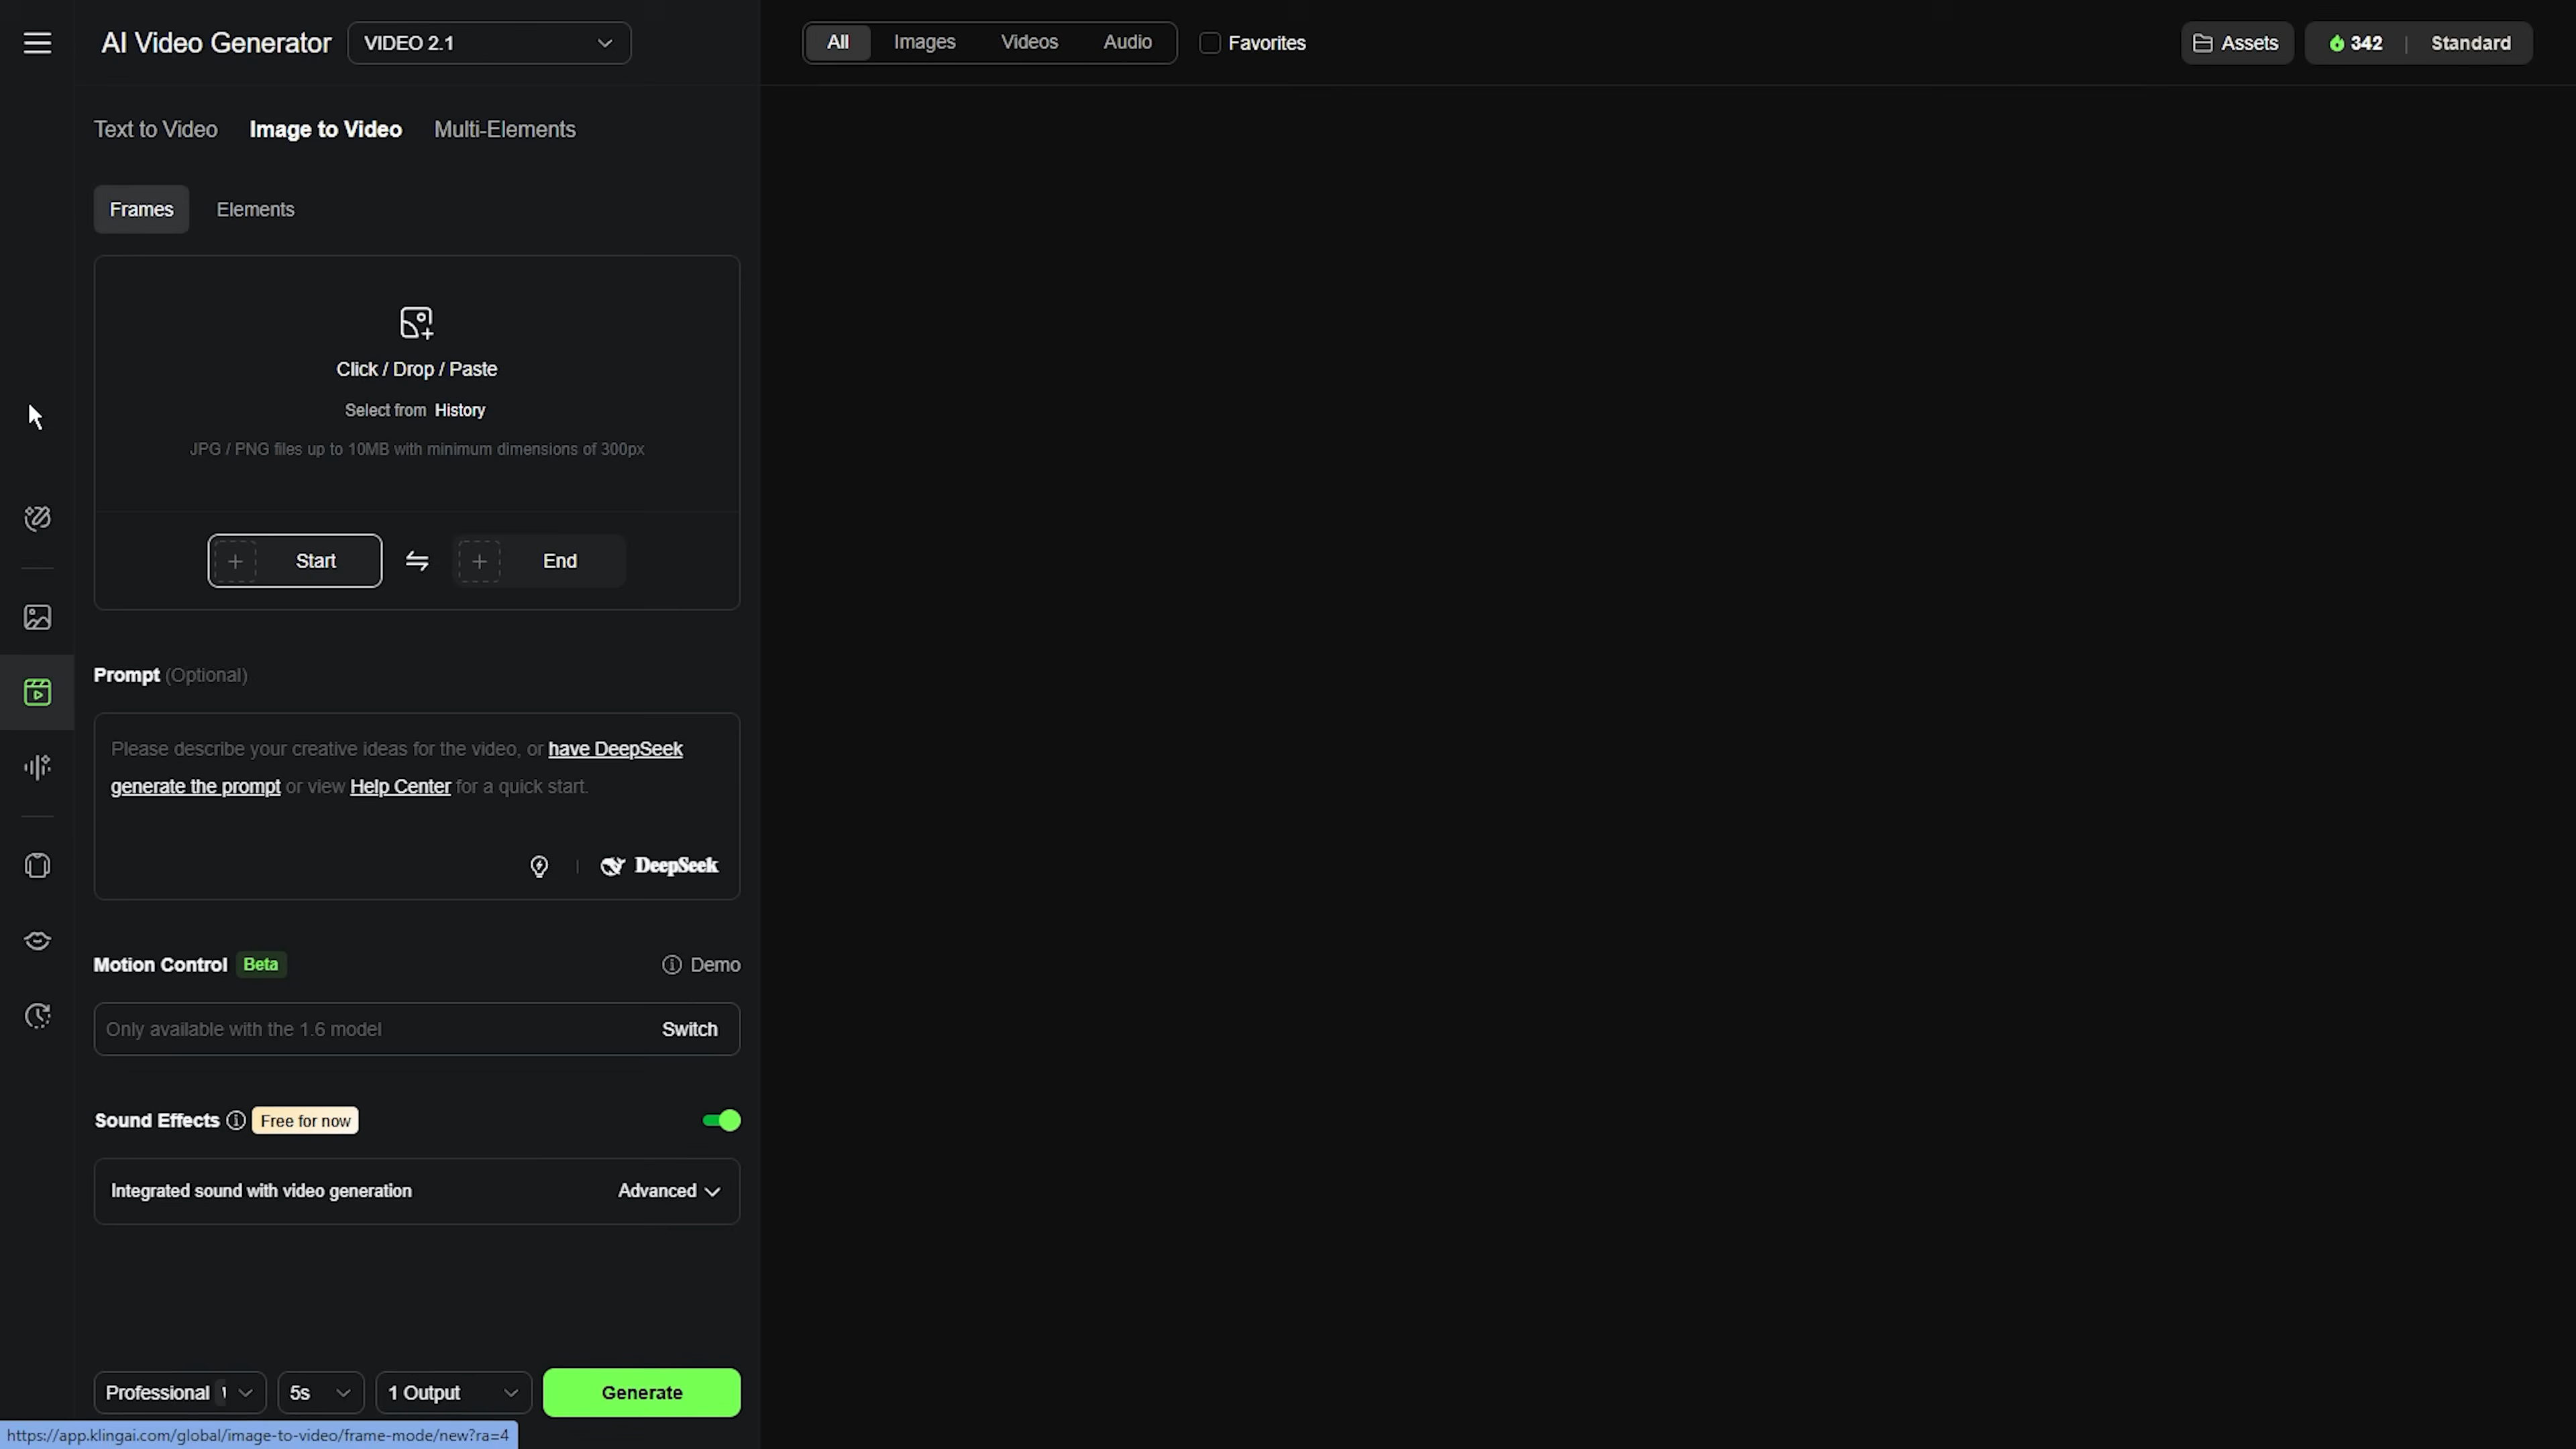 AI Video Generator
VIDEO 2.1
All
Images
Videos
Audio
Favorites
Assets
342
Standard
Text to Video
Image to Video
Multi-Elements
Frames
Elements
Click / Drop / Paste
Select from History
JPG / PNG files up to 10MB with minimum dimensions of 300px
Start
End
Prompt (Optional)
Please describe your creative ideas for the video, or have DeepSeek
generate the prompt or view Help Center for a quick start.
DeepSeek
Motion Control Beta
Demo
Only available with the 1.6 model
Switch
Sound Effects
Free for now
Integrated sound with video generation
Advanced
Professional
5s
1 Output
Generate
https://app.klingai.com/global/image-to-video/frame-mode/new?ra=4